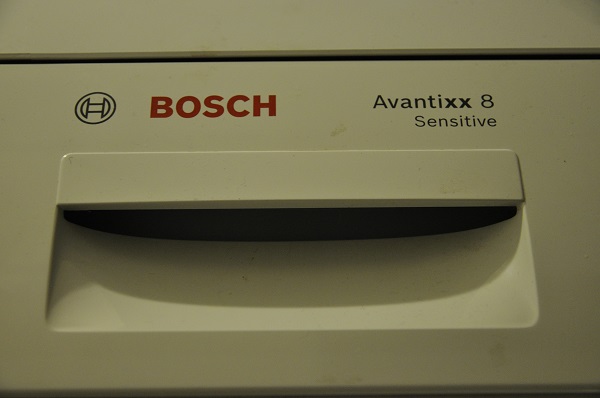 BOSCH
Avantixx 8
Sensitive